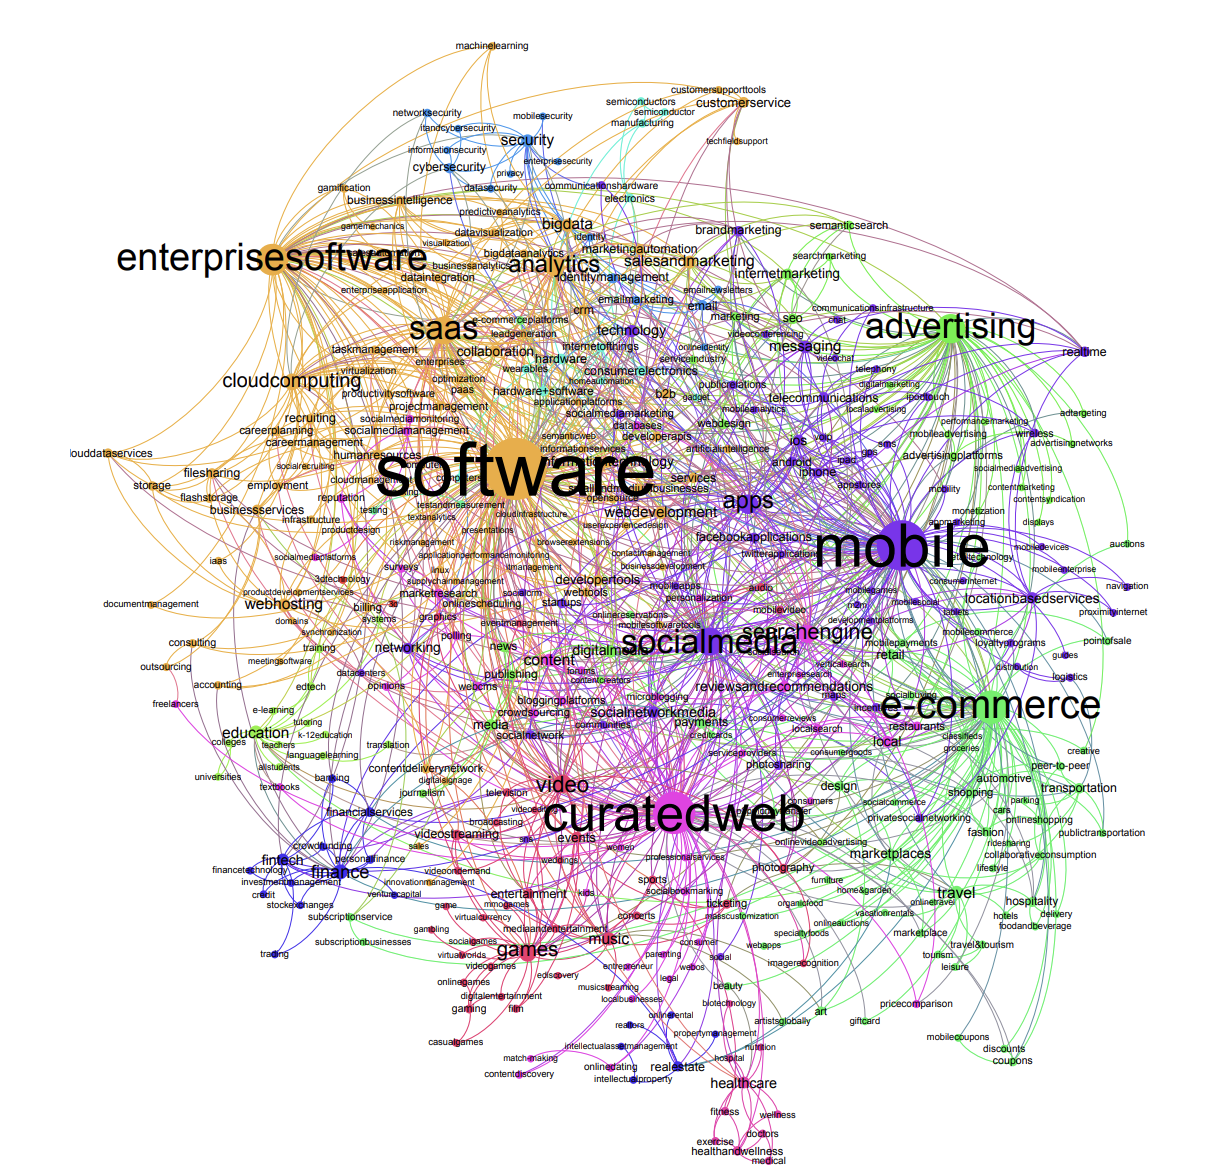 machinelearning
customersupporttools
semiconductors
customerservice
networksecurity
mobilesecurity
semiconductor
manufacturing
itandcybersecurity
security
techfieldsupport
informationsecurity
enterprisesecurity
cybersecurity
privacy
gamification
datasecurity
communicationshardware
businessintelligence
electronics
predictiveanalytics
gamemechanics
bigdata
semanticsearch
datavisualization
identity
brandmarketing
visualization
marketingautomation
enterprisesoftware
bigdataanalytics
salesandmarketing
searchmarketing
businessanalytics
analytics
internetmarketing
dataintegration
identitymanagement
enterpriseapplication
emailnewsletters
emailmarketing
email
communicationsinfrastructure
crm
marketing
seo
chat
advertising
saas
e-commerceplatforms
technology
videoconferencing
leadgeneration
internetofthings
onlineidentity
messaging
taskmanagement
collaboration
hardware
serviceindustry
videochat
realtime
enterprises
wearables
consumerelectronics
telephony
virtualization
cloudcomputing
optimization
homeautomation
publicrelations
digitalmarketing
productivitysoftware
paas
hardware+software
b2b
gadget
telecommunications
ipodtouch
projectmanagement
applicationplatforms
mobileanalytics
localadvertising
recruiting
socialmediamonitoring
socialmediamarketing
adtargeting
careerplanning
socialmediamanagement
databases
webdesign
performancemarketing
careermanagement
semanticweb
developerapis
ios
voip
sms
mobileadvertising
wireless
advertisingnetworks
louddataservices
humanresources
informationservices
artificialintelligence
gps
advertisingplatforms
filesharing
socialrecruiting
software
informationtechnology
android
ipad
iphone
socialmediaadvertising
storage
employment
cloudmanagement
services
appstores
mobility
contentmarketing
flashstorage
reputation
opensource
apps
contentsyndication
businessservices
testing
testandmeasurement
cloudinfrastructure
webdevelopment
monetization
infrastructure
textanalytics
userexperiencedesign
appmarketing
displays
productdesign
presentations
facebookapplications
mobile
auctions
riskmanagement
browserextensions
mobiledevices
socialmediaplatforms
applicationperformancemonitoring
contactmanagement
twitterapplications
iaas
surveys
linux
itmanagement
businessdevelopment
mobileenterprise
3dtechnology
supplychainmanagement
developertools
consumerinternet
navigation
productdevelopmentservices
marketresearch
socialcrm
webtools
mobileapps
audio
mobilegames
documentmanagement
webhosting
billing
3d
onlinescheduling
startups
personalization
mobilevideo
m2m
mobilesocial
locationbasedservices
systems
graphics
onlinereservations
tablets
proximityinternet
domains
eventmanagement
mobilesoftwaretools
developmentplatforms
synchronization
polling
searchengine
mobilecommerce
consulting
training
networking
news
digitalmedia
socialmedia
mobilepayments
loyaltyprograms
pointofsale
meetingsoftware
content
retail
guides
outsourcing
datacenters
publishing
forums
verticalsearch
distribution
accounting
edtech
opinions
webcms
contentcreators
enterprisesearch
logistics
freelancers
bloggingplatforms
microblogging
reviewsandrecommendations
maps
socialbuying
e-learning
crowdsourcing
socialnetworkmedia
incentives
e-commerce
tutoring
media
communities
payments
consumerreviews
restaurants
education
k-12education
socialnetwork
creditcards
localsearch
classifieds
colleges
teachers
translation
local
groceries
creative
languagelearning
serviceproviders
consumergoods
peer-to-peer
allstudents
contentdeliverynetwork
photosharing
universities
banking
digitalsignage
video
automotive
textbooks
journalism
television
design
shopping
transportation
consumers
socialcommerce
parking
financialservices
curatedweb
cars
broadcasting
privatesocialnetworking
onlineshopping
videostreaming
sns
events
fashion
publictransportation
crowdfunding
sales
women
onlinevideoadvertising
ridesharing
fintech
personalfinance
weddings
professionalservices
marketplaces
collaborativeconsumption
financetechnology
finance
videoondemand
photography
lifestyle
investmentmanagement
innovationmanagement
sports
furniture
credit
venturecapital
entertainment
kids
socialbookmarking
home&garden
travel
stockexchanges
game
mmogames
ticketing
organicfood
onlinetravel
hospitality
subscriptionservice
virtualcurrency
concerts
masscustomization
vacationrentals
hotels
delivery
gambling
mediaandentertainment
onlineauctions
foodandbeverage
subscriptionbusinesses
socialgames
music
consumer
specialtyfoods
marketplace
games
webapps
travel&tourism
trading
virtualworlds
parenting
social
tourism
videogames
entrepreneur
webos
imagerecognition
leisure
onlinegames
ediscovery
legal
musicstreaming
beauty
digitalentertainment
localbusinesses
biotechnology
pricecomparison
gaming
film
onlinerental
art
realtors
artistsglobally
giftcard
casualgames
propertymanagement
mobilecoupons
intellectualassetmanagement
nutrition
discounts
match-making
hospital
coupons
contentdiscovery
onlinedating
realestate
intellectualproperty
healthcare
fitness
wellness
doctors
exercise
healthandwellness
medical